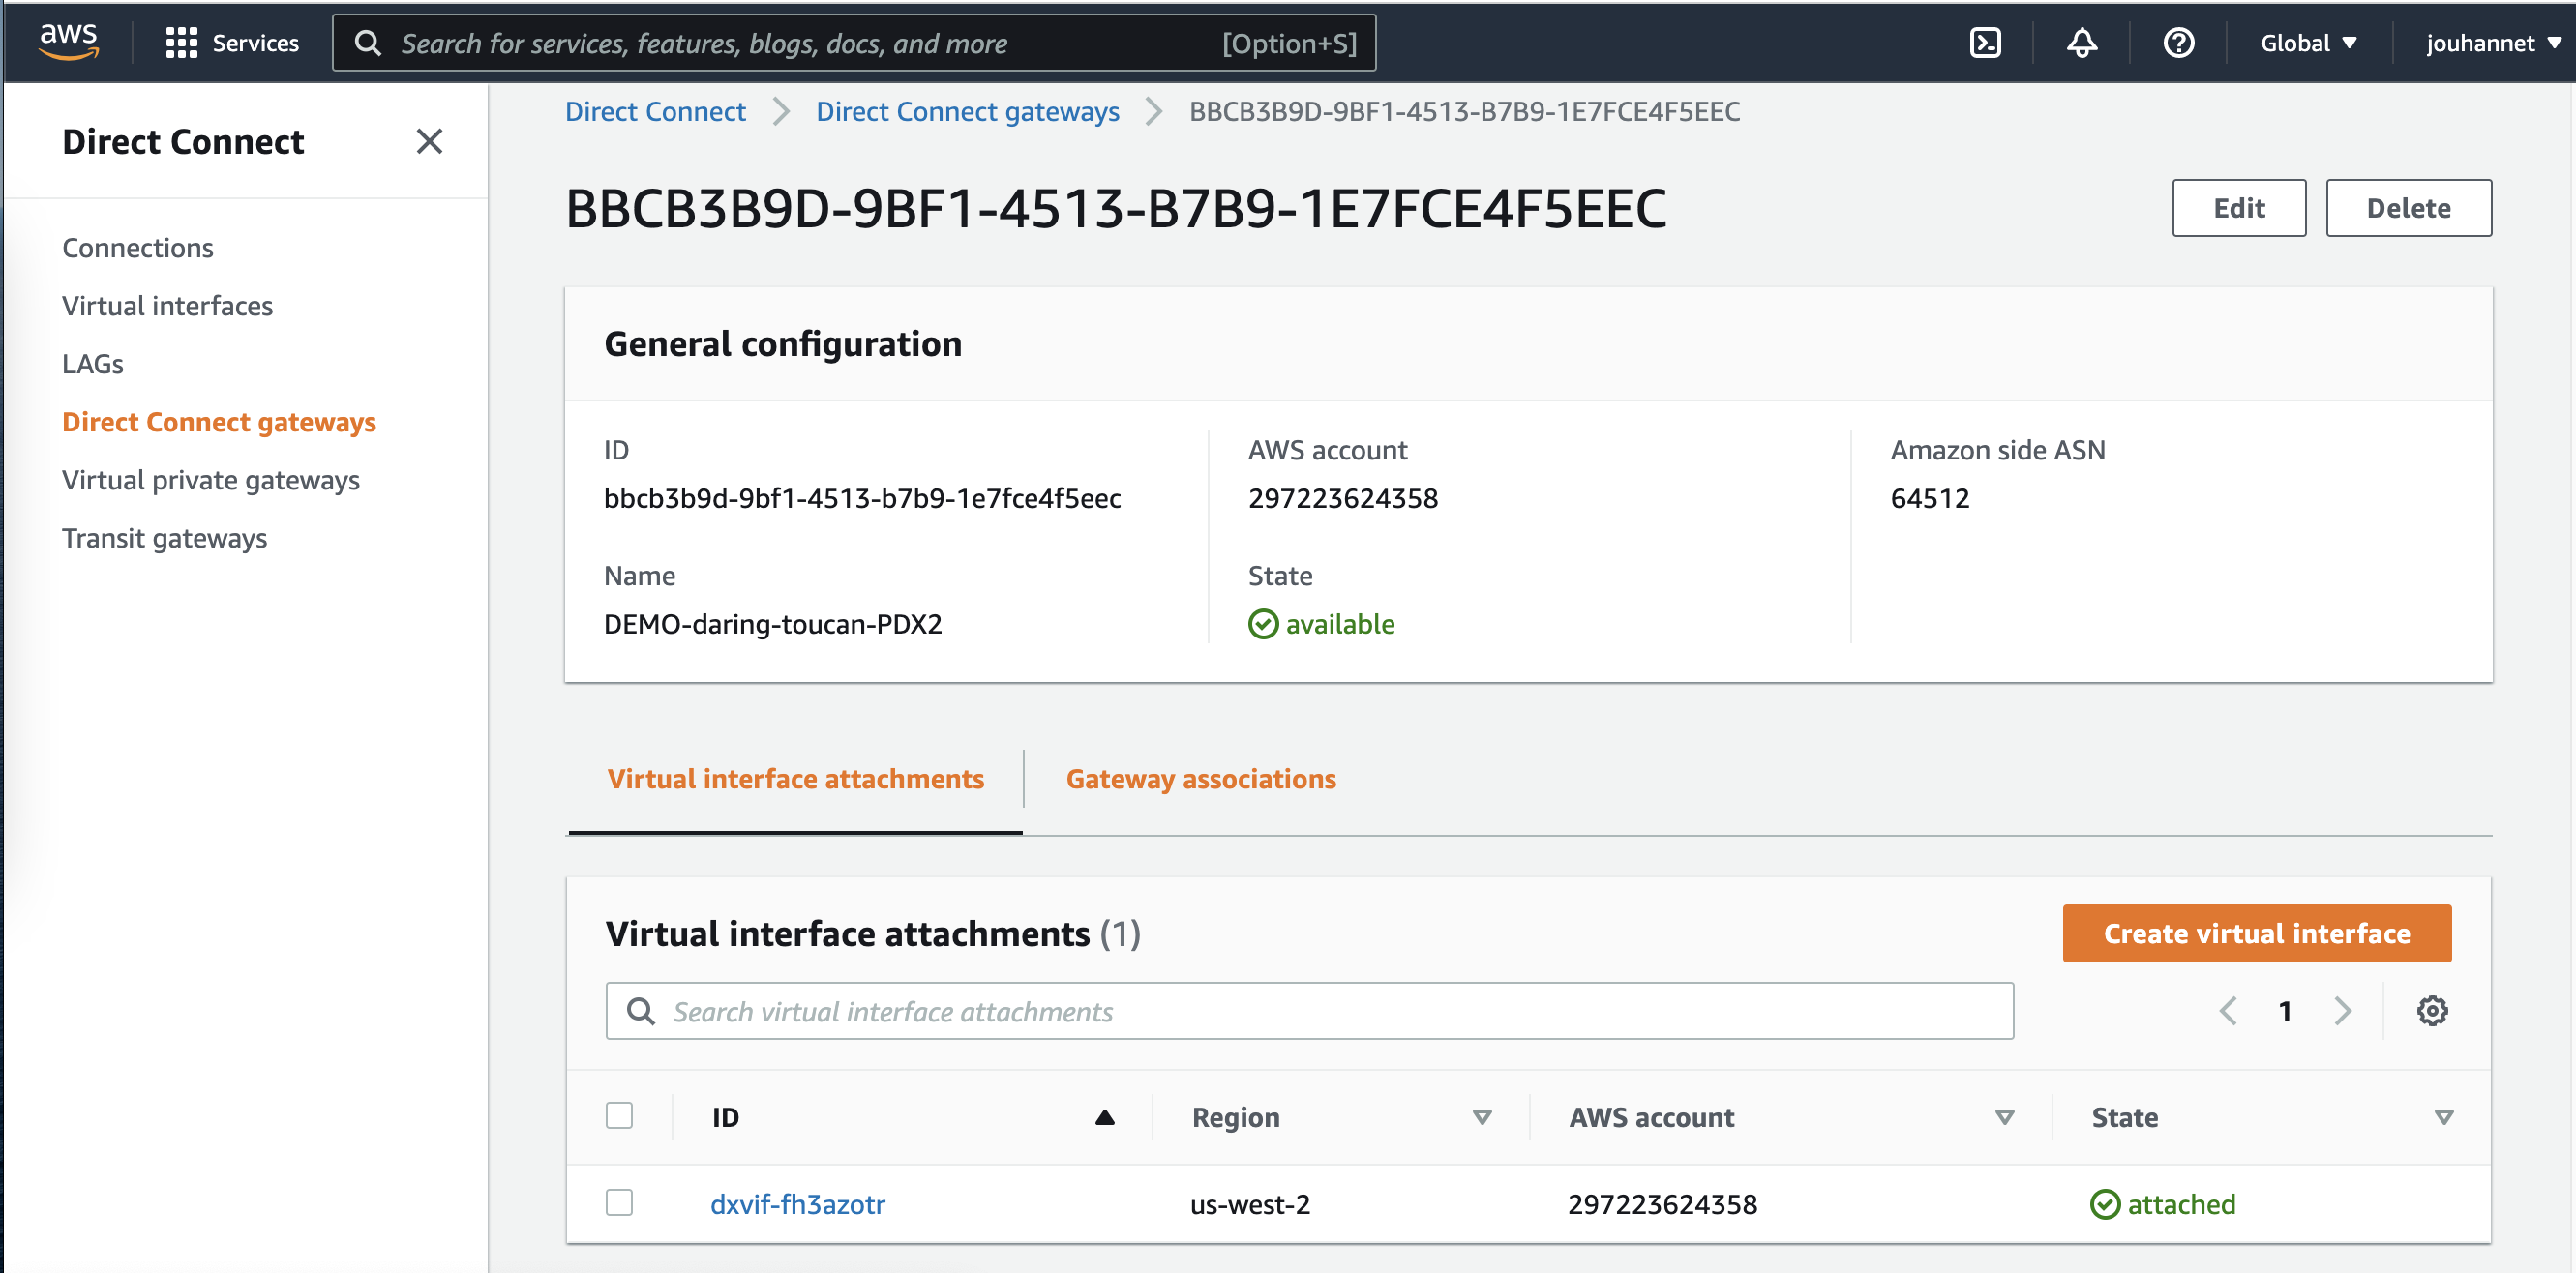 aws
Services
Search for services, features, blogs, docs, and more [Option+S]
Global
jouhannet
Direct Connect
Connections
Virtual interfaces
LAGs
Direct Connect gateways
Virtual private gateways
Transit gateways
Direct Connect Direct Connect gateways BBCB3B9D-9BF1-4513-B7B9-1E7FCE4F5EEC
BBCB3B9D-9BF1-4513-B7B9-1E7FCE4F5EEC
Edit Delete
General configuration
ID
bbcb3b9d-9bf1-4513-b7b9-1e7fce4f5eec
Name
DEMO-daring-toucan-PDX2
AWS account
297223624358
State
available
Amazon side ASN
64512
Virtual interface attachments Gateway associations
Virtual interface attachments (1)
Create virtual interface
Search virtual interface attachments
1
ID Region AWS account State
dxvif-fh3azotr us-west-2 297223624358 attached